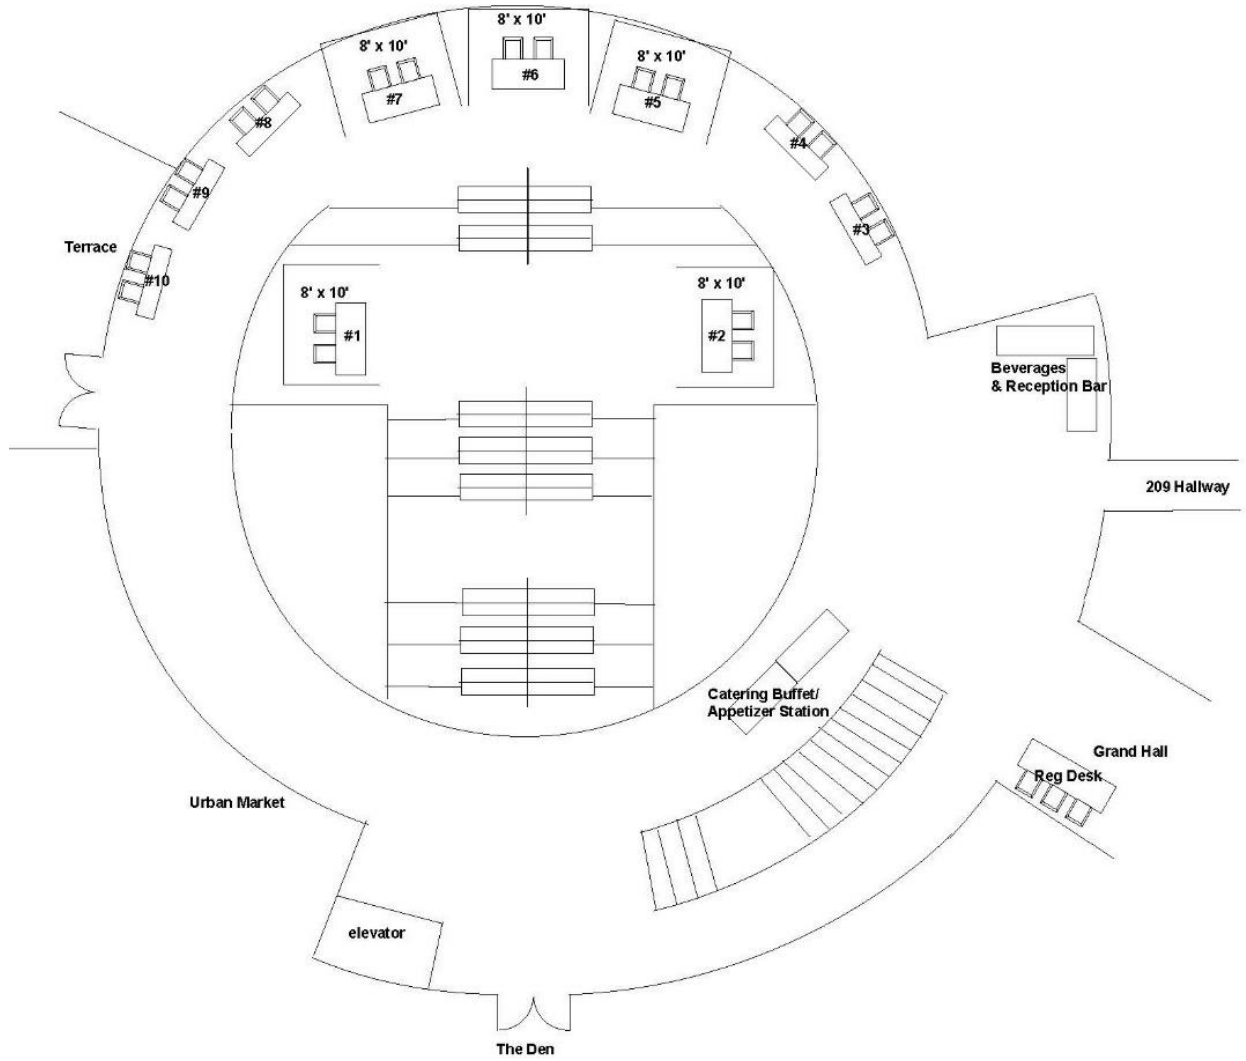 8' x 10'
#6
8' x 10'
#7
8' x 10'
#5
#8
#4
#9
#3
Terrace
#10
8' x 10'
#1
8' x 10'
#2
Beverages
& Reception Bar
209 Hallway
Catering Buffet/
Appetizer Station
Grand Hall
Reg Desk
Urban Market
elevator
The Den